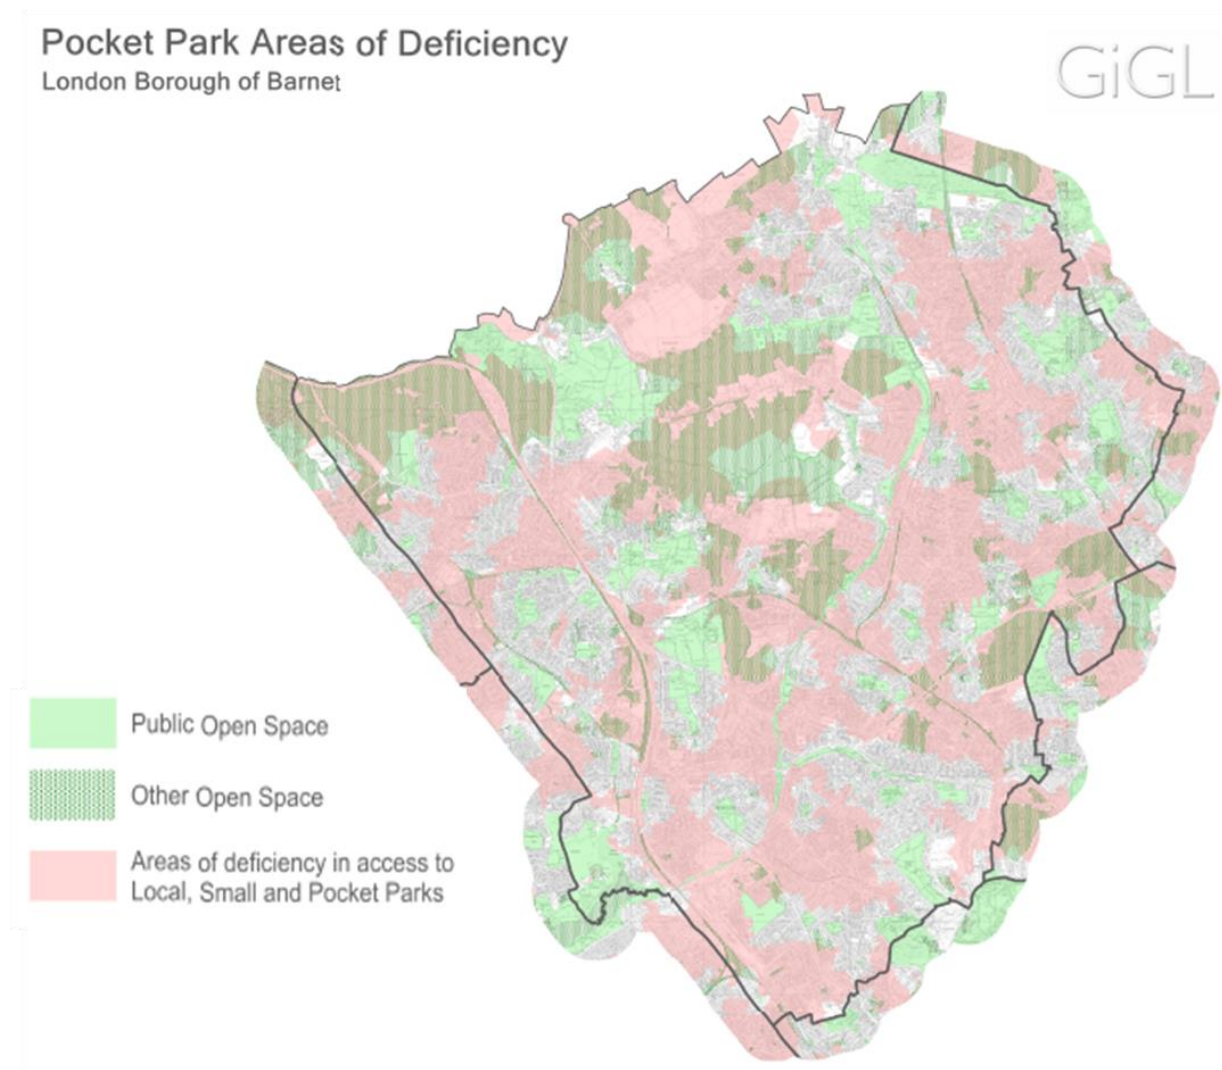 Pocket Park Areas of Deficiency
London Borough of Barnet
GiGL
Public Open Space
Other Open Space
Areas of deficiency in access to
Local, Small and Pocket Parks